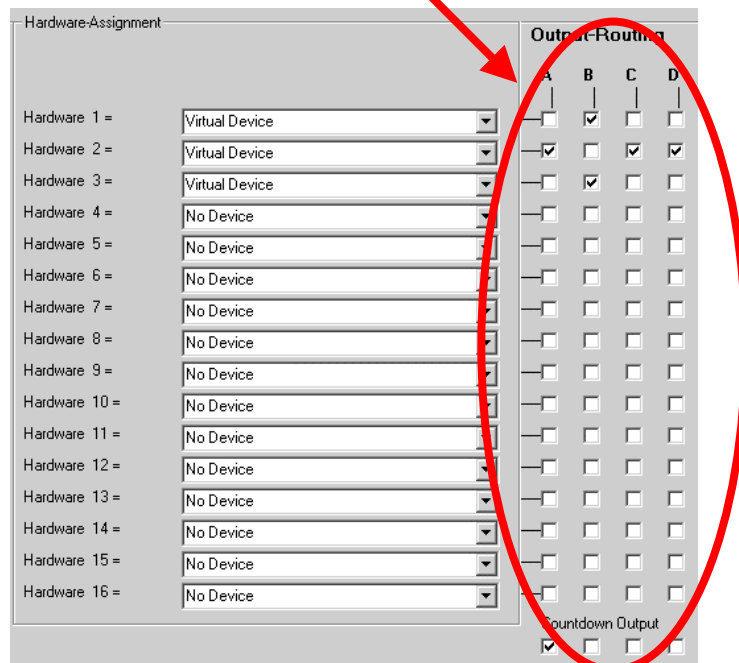 Hardware-Assignment
Output-Routing
A B C D
Hardware 1 = Virtual Device
Hardware 2 = Virtual Device
Hardware 3 = Virtual Device
Hardware 4 = No Device
Hardware 5 = No Device
Hardware 6 = No Device
Hardware 7 = No Device
Hardware 8 = No Device
Hardware 9 = No Device
Hardware 10 = No Device
Hardware 11 = No Device
Hardware 12 = No Device
Hardware 13 = No Device
Hardware 14 = No Device
Hardware 15 = No Device
Hardware 16 = No Device
Countdown Output